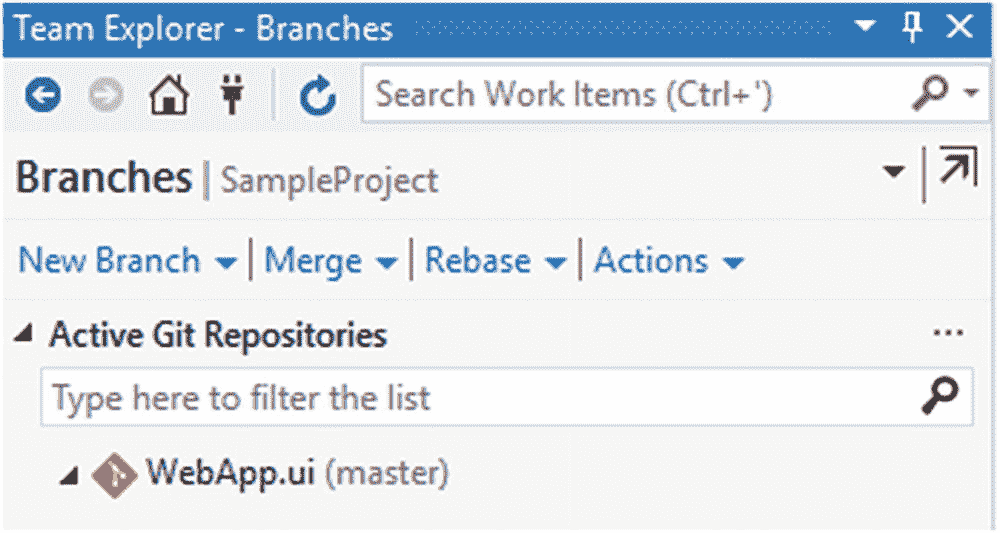 Team Explorer - Branches
Search Work Items (Ctrl+')
Branches | SampleProject
New Branch | Merge | Rebase | Actions
Active Git Repositories ...
Type here to filter the list
WebApp.ui (master)